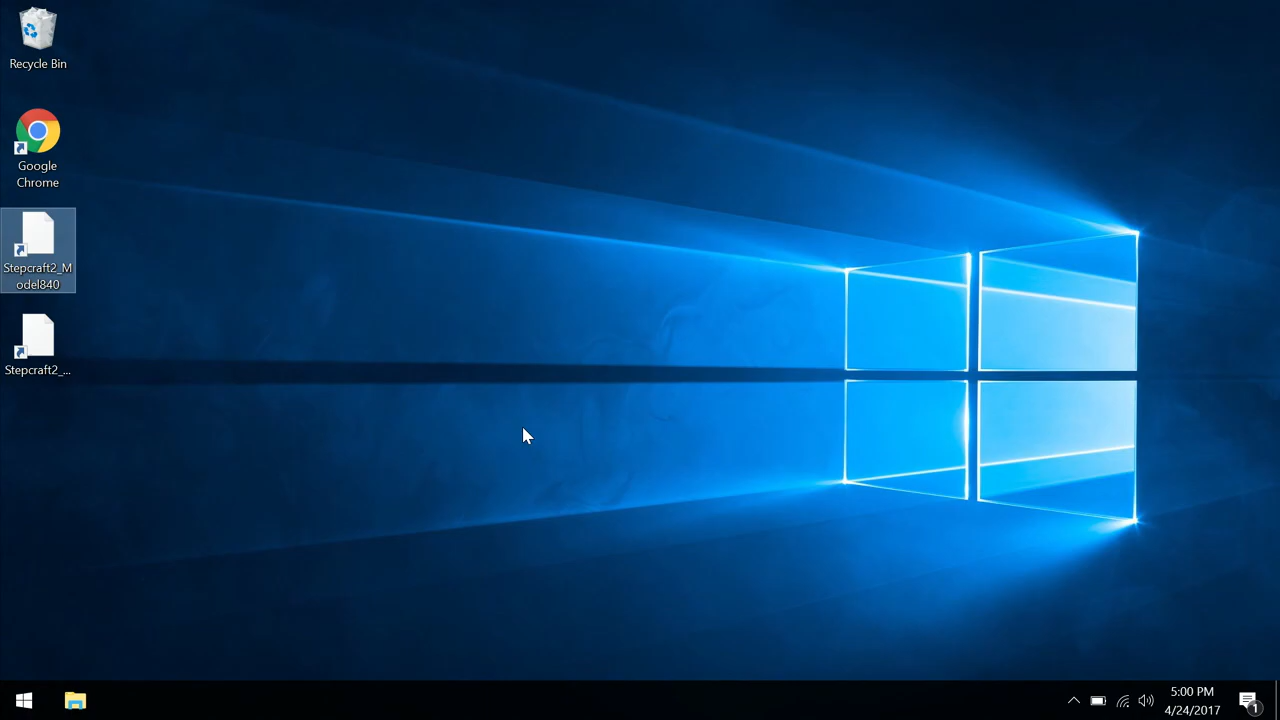 Recycle Bin
Google
Chrome
Stepcraft2_M
odel840
Stepcraft2_...
5:00 PM
4/24/2017
1